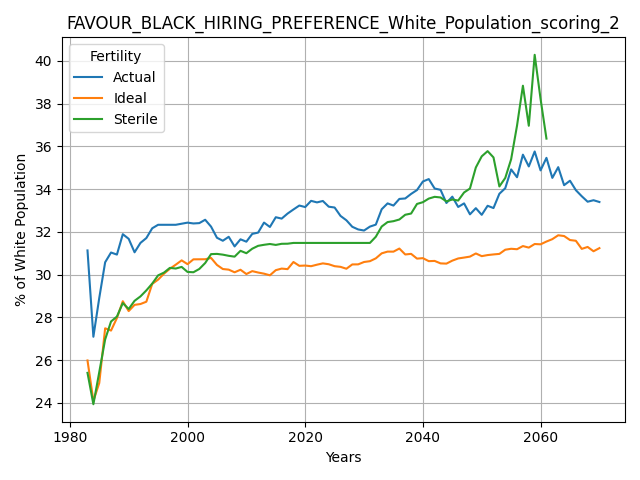 FAVOUR_BLACK_HIRING_PREFERENCE_White_Population_scoring_2
Fertility
Actual
Ideal
Sterile
% of White Population
40
38
36
34
32
30
28
26
24
1980
2000
2020
2040
2060
Years